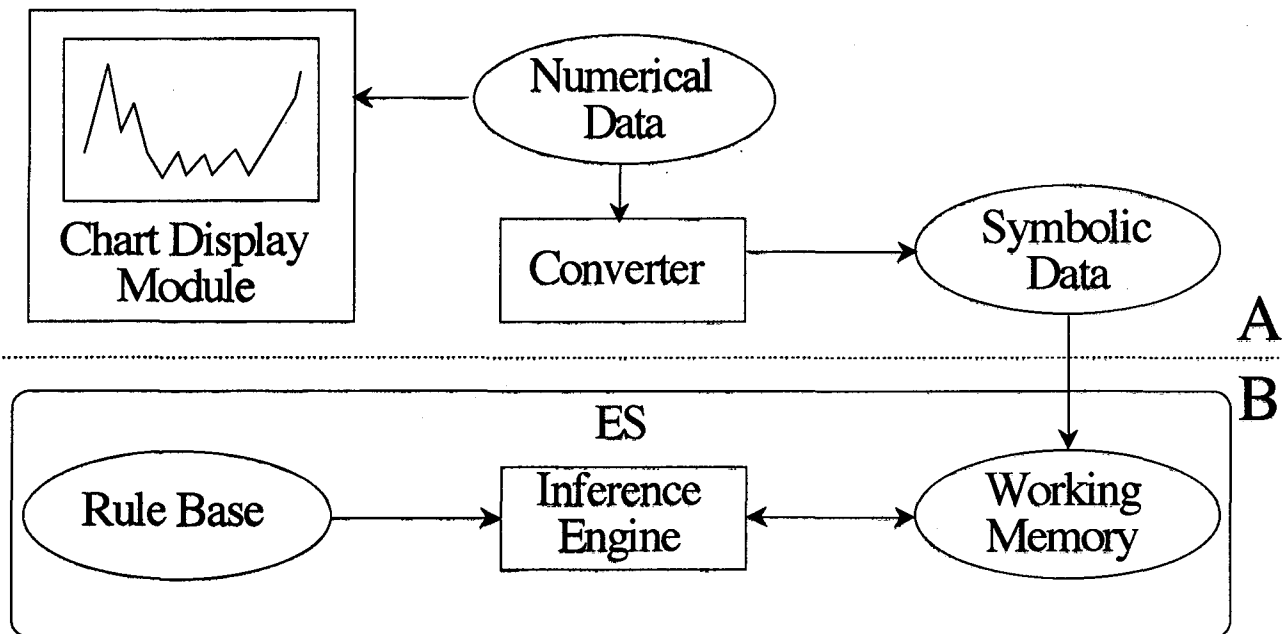 Numerical
Data
Chart Display
Module
Converter
Symbolic
Data
A
B
ES
Rule Base
Inference
Engine
Working
Memory